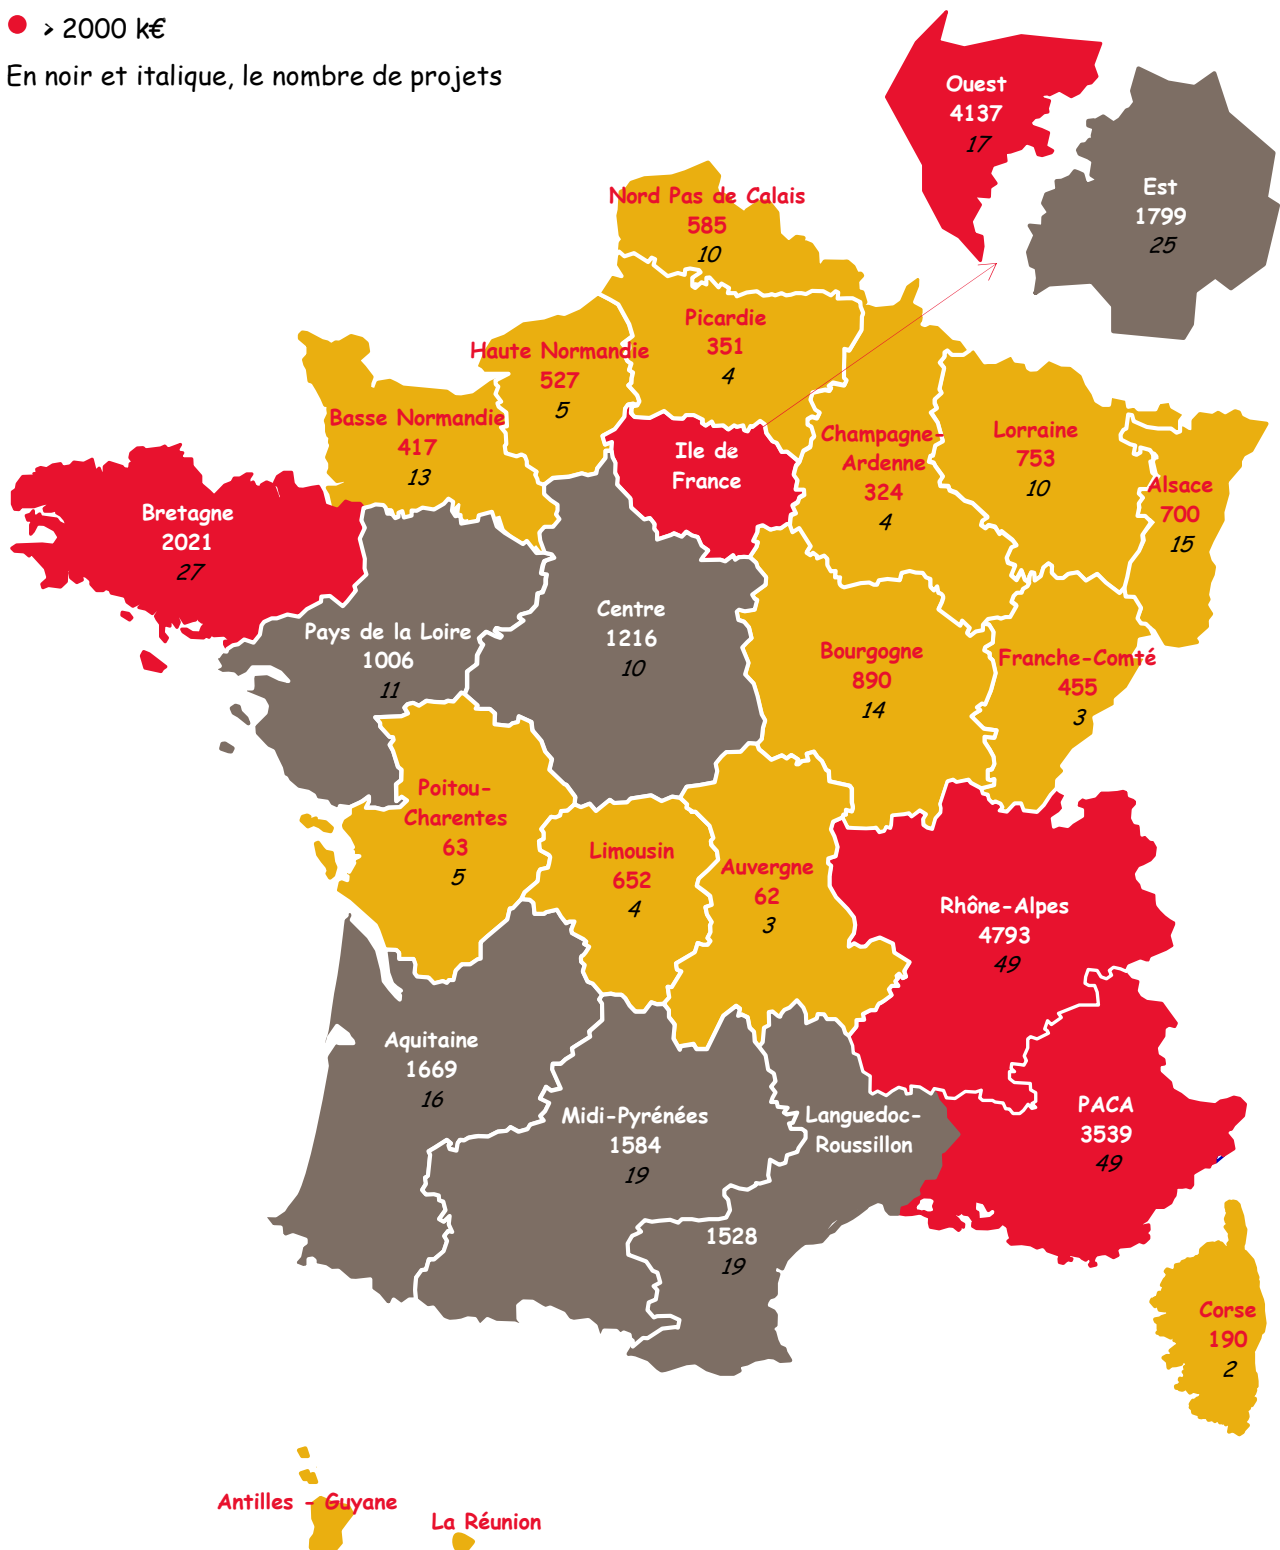 > 2000 k€
En noir et italique, le nombre de projets
Ouest
4137
17
Est
1799
25
Nord Pas de Calais
585
10
Picardie
351
4
Haute Normandie
527
5
Basse Normandie
417
13
Ile de
France
Champagne-
Ardenne
324
4
Lorraine
753
10
Alsace
700
15
Bretagne
2021
27
Pays de la Loire
1006
11
Centre
1216
10
Bourgogne
890
14
Franche-Comté
455
3
Poitou-
Charentes
63
5
Limousin
652
4
Auvergne
62
3
Rhône-Alpes
4793
49
Aquitaine
1669
16
Midi-Pyrénées
1584
19
Languedoc-
Roussillon
1528
19
PACA
3539
49
Corse
190
2
Antilles - Guyane
La Réunion